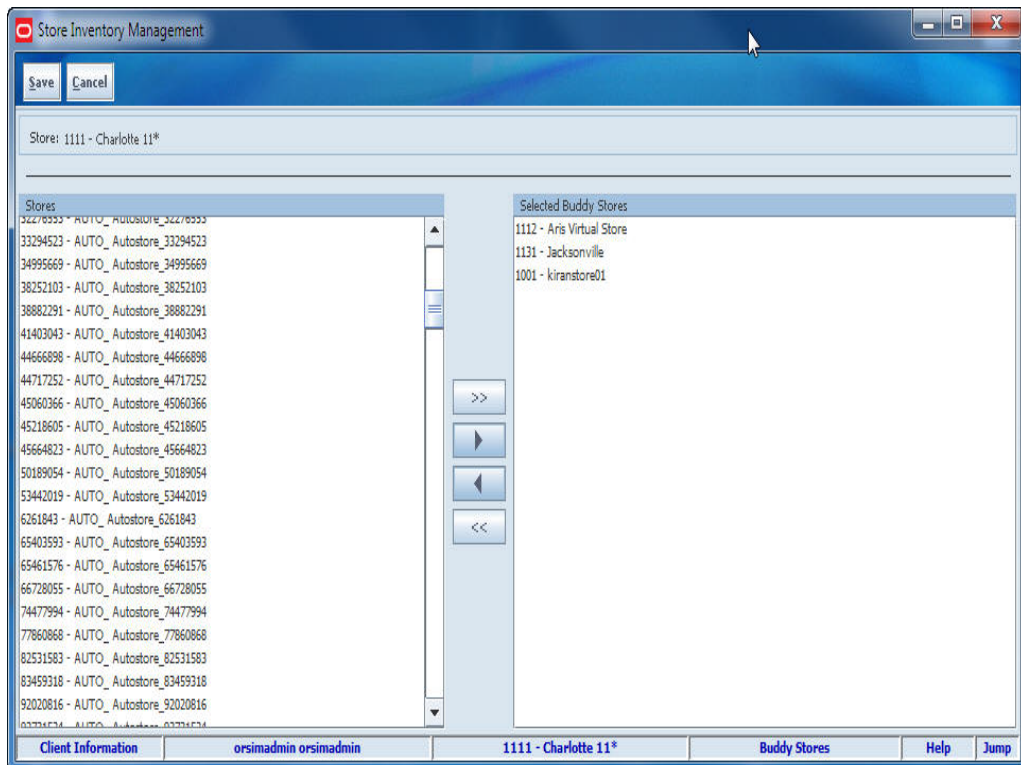 Store Inventory Management
Save Cancel
Store: 1111 - Charlotte 11*
Stores
32276553 - AUTO_ Autostore_32276553
33294523 - AUTO_ Autostore_33294523
34995669 - AUTO_ Autostore_34995669
38252103 - AUTO_ Autostore_38252103
38882291 - AUTO_ Autostore_38882291
41403043 - AUTO_ Autostore_41403043
44666898 - AUTO_ Autostore_44666898
44717252 - AUTO_ Autostore_44717252
45060366 - AUTO_ Autostore_45060366
45218605 - AUTO_ Autostore_45218605
45664823 - AUTO_ Autostore_45664823
50189054 - AUTO_ Autostore_50189054
53442019 - AUTO_ Autostore_53442019
6261843 - AUTO_ Autostore_6261843
65403593 - AUTO_ Autostore_65403593
65461576 - AUTO_ Autostore_65461576
66728055 - AUTO_ Autostore_66728055
74477994 - AUTO_ Autostore_74477994
77860868 - AUTO_ Autostore_77860868
82531583 - AUTO_ Autostore_82531583
83459318 - AUTO_ Autostore_83459318
92020816 - AUTO_ Autostore_92020816
>>
<<
Selected Buddy Stores
1112 - Aris Virtual Store
1131 - Jacksonville
1001 - kiranstore01
Client Information orsimadmin orsimadmin 1111 - Charlotte 11* Buddy Stores Help Jump